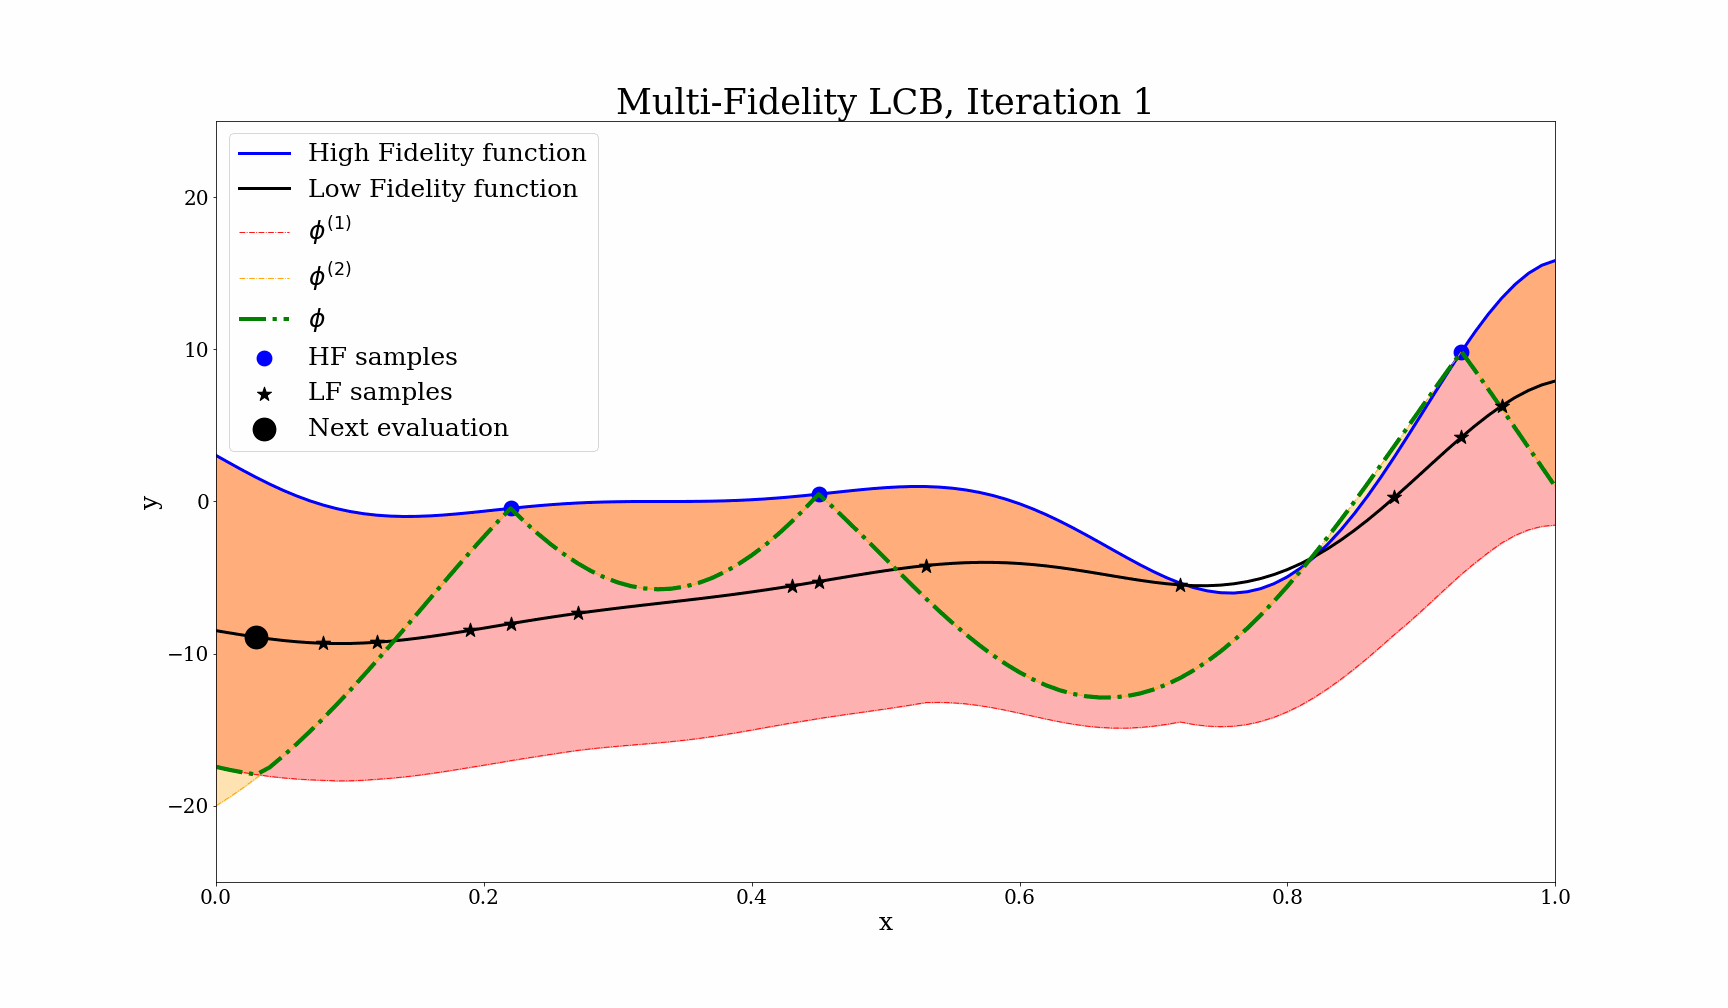 Multi-Fidelity LCB, Iteration 1
High Fidelity function
Low Fidelity function
ϕ^(1)
ϕ^(2)
ϕ
HF samples
LF samples
Next evaluation
y
20
10
0
−10
−20
0.0 0.2 0.4 0.6 0.8 1.0
x